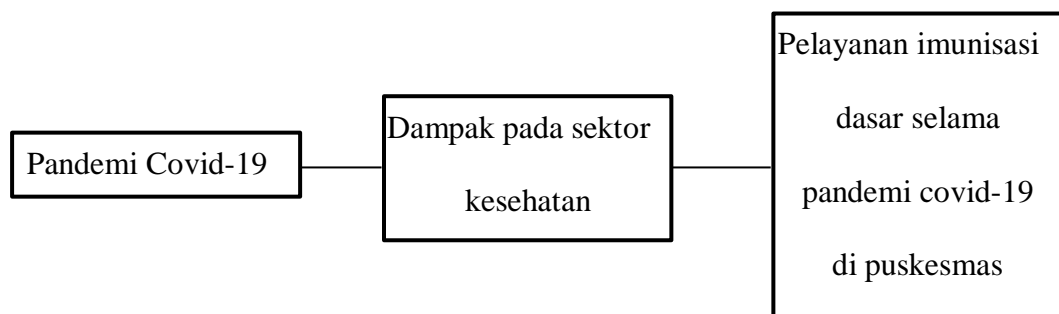 Pandemi Covid-19
Dampak pada sektor
kesehatan
Pelayanan imunisasi
dasar selama
pandemi covid-19
di puskesmas